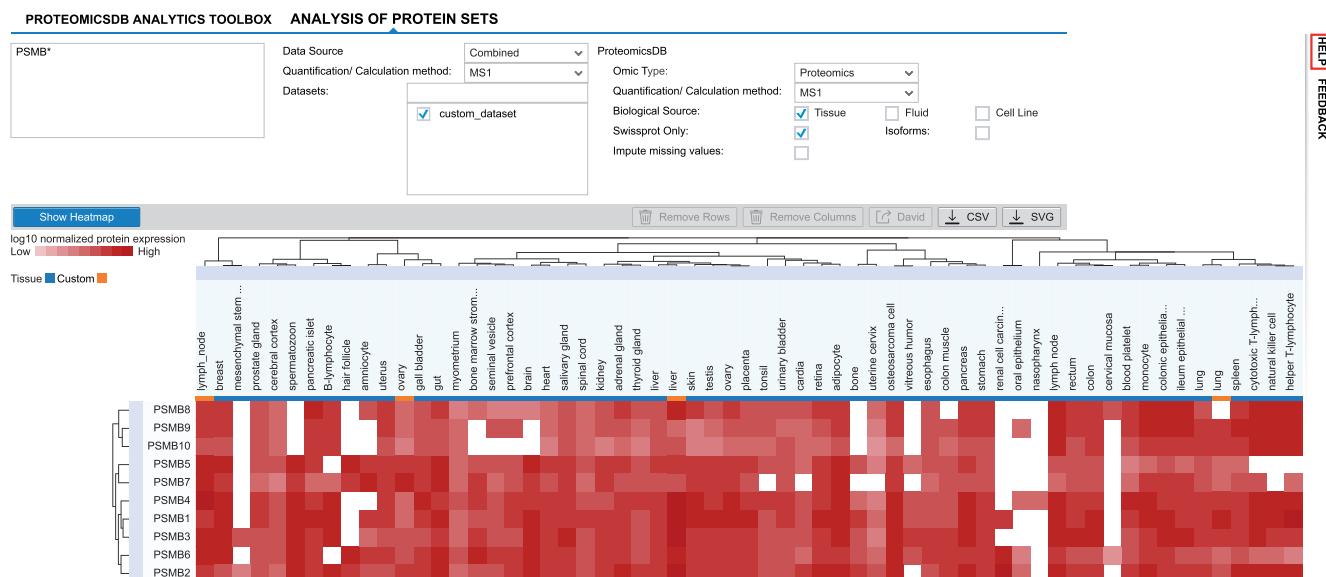 PROTEOMICSDB ANALYTICS TOOLBOX ANALYSIS OF PROTEIN SETS
PSMB*
Data Source
Combined
Quantification/ Calculation method:
MS1
Datasets:
custom_dataset
ProteomicsDB
Omic Type:
Proteomics
Quantification/ Calculation method:
MS1
Biological Source:
Tissue
Fluid
Cell Line
Swissprot Only:
Isoforms:
Impute missing values:
HELP
FEEDBACK
Show Heatmap
Remove Rows
Remove Columns
David
CSV
SVG
log10 normalized protein expression
Low
High
Tissue
Custom
lymph_node
breast
mesenchymal stem ...
prostate gland
cerebral cortex
spermatozoon
pancreatic islet
B-lymphocyte
hair follicle
amniocyte
uterus
ovary
gall bladder
gut
myometrium
bone marrow strom...
seminal vesicle
prefrontal cortex
brain
heart
salivary gland
spinal cord
kidney
adrenal gland
thyroid gland
liver
liver
skin
testis
ovary
placenta
tonsil
urinary bladder
cardia
retina
adipocyte
bone
uterine cervix
osteosarcoma cell
vitreous humor
esophagus
colon muscle
pancreas
stomach
renal cell carcin...
oral epithelium
nasopharynx
lymph node
rectum
colon
cervical mucosa
blood platelet
monocyte
colonic epithelia...
ileum epithelial ...
lung
lung
spleen
cytotoxic T-lymph...
natural killer cell
helper T-lymphocyte
PSMB8
PSMB9
PSMB10
PSMB5
PSMB7
PSMB4
PSMB1
PSMB3
PSMB6
PSMB2